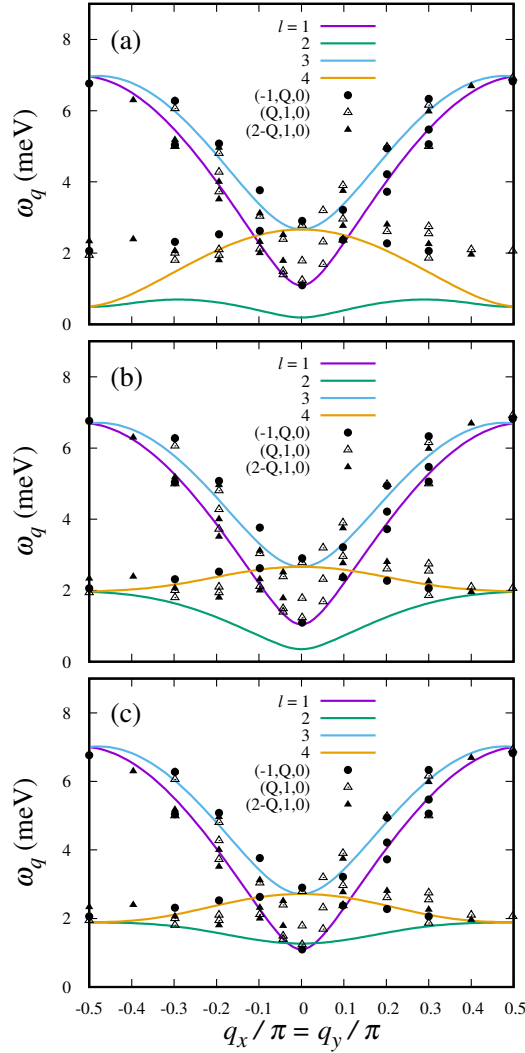 (a)
l = 1
2
3
4
(-1,Q,0)
(Q,1,0)
(2-Q,1,0)
ω_q (meV)
8
6
4
2
0
(b)
l = 1
2
3
4
(-1,Q,0)
(Q,1,0)
(2-Q,1,0)
ω_q (meV)
8
6
4
2
0
(c)
l = 1
2
3
4
(-1,Q,0)
(Q,1,0)
(2-Q,1,0)
ω_q (meV)
8
6
4
2
0
-0.5 -0.4 -0.3 -0.2 -0.1 0 0.1 0.2 0.3 0.4 0.5
q_x / π = q_y / π